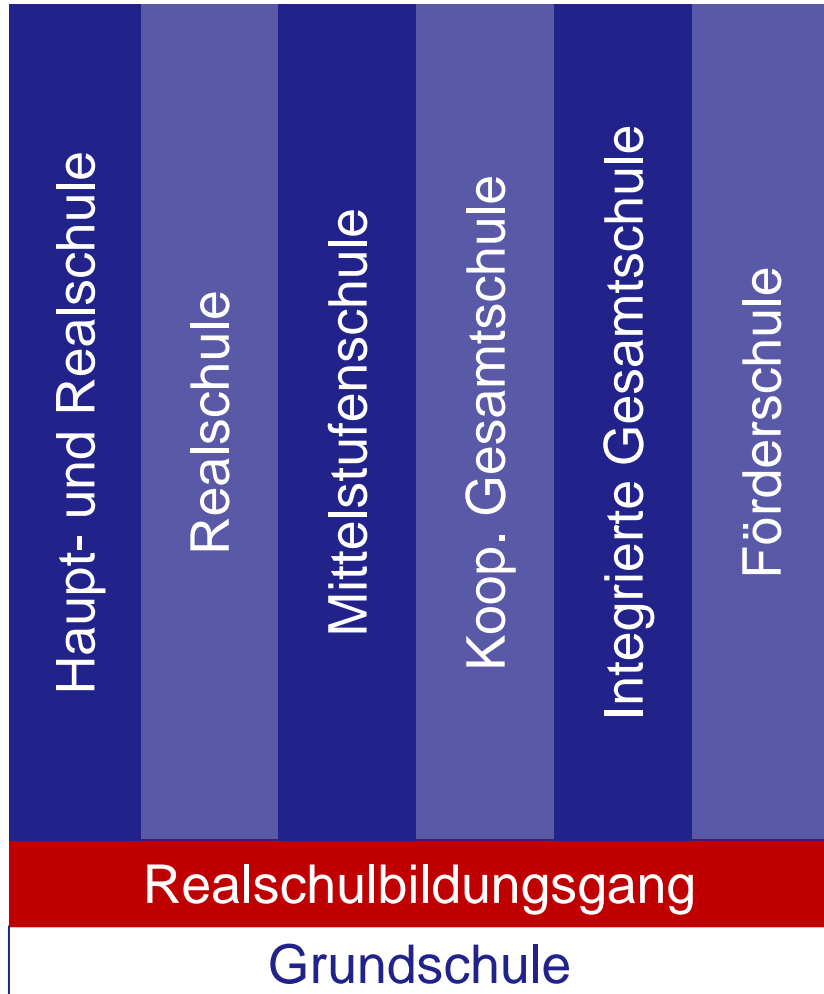 Haupt- und Realschule
Realschule
Mittelstufenschule
Koop. Gesamtschule
Integrierte Gesamtschule
Förderschule
Realschulbildungsgang
Grundschule